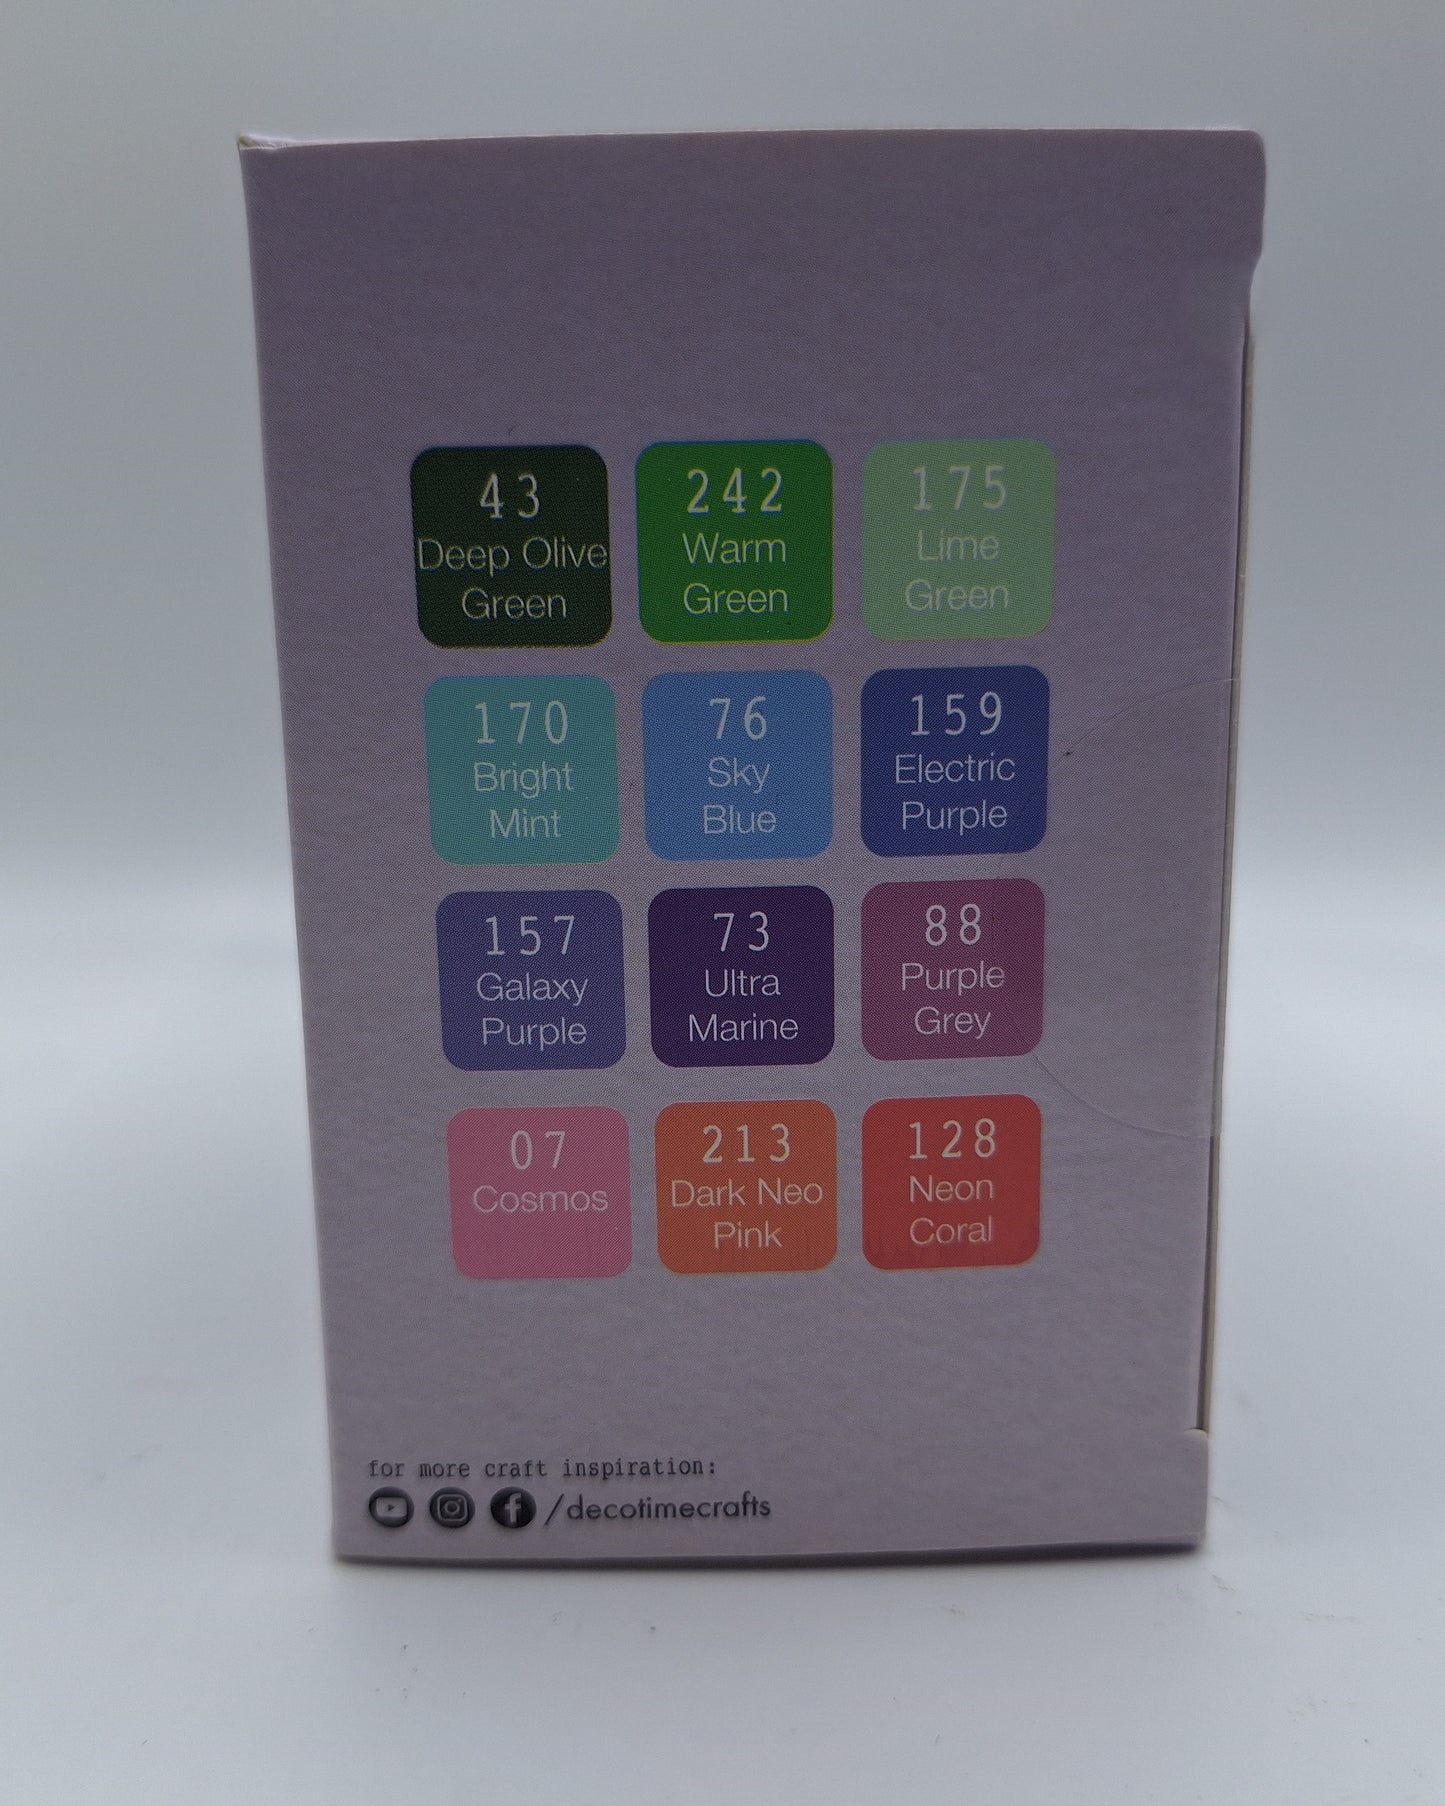 43
Deep Olive
Green
242
Warm
Green
175
Lime
Green
170
Bright
Mint
76
Sky
Blue
159
Electric
Purple
157
Galaxy
Purple
73
Ultra
Marine
88
Purple
Grey
07
Cosmos
213
Dark Neo
Pink
128
Neon
Coral
for more craft inspiration:
/decotimecrafts